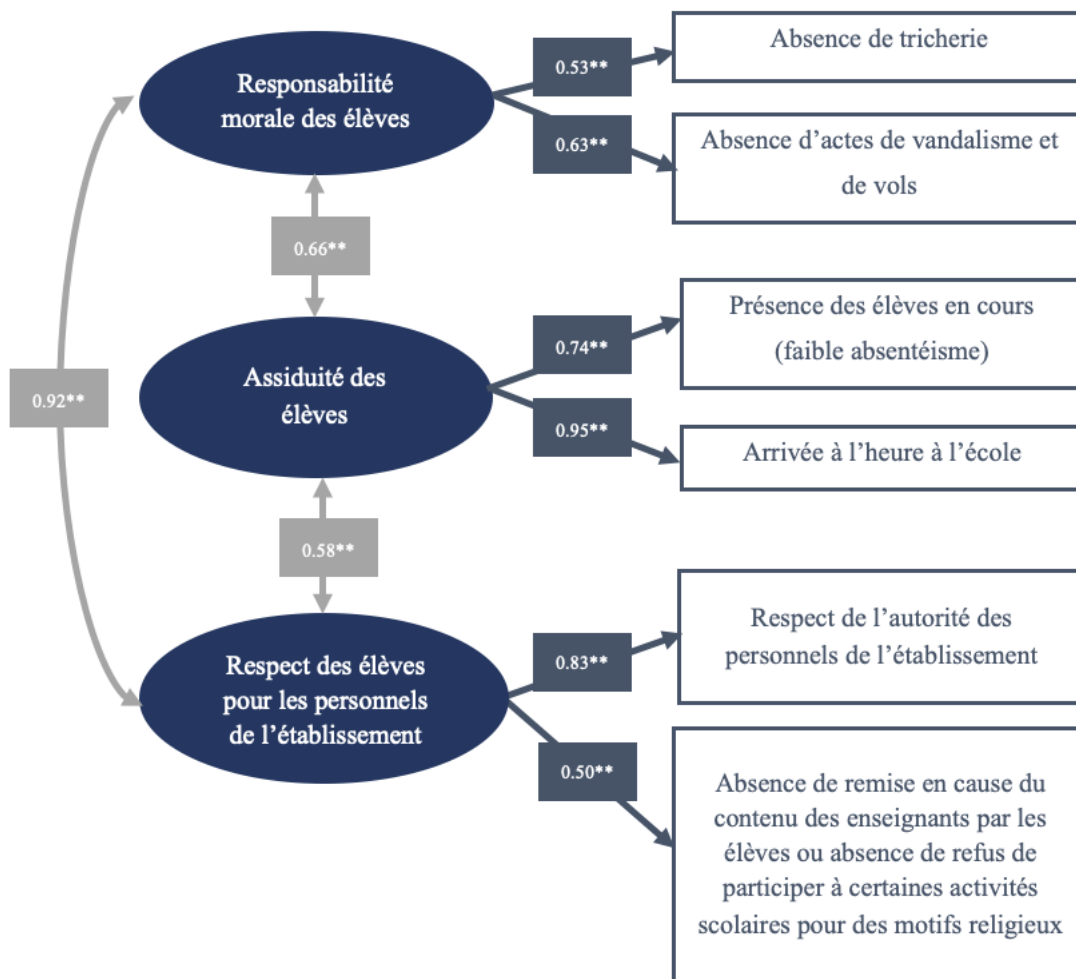 Responsabilité
morale des élèves
0.53**
Absence de tricherie
0.63**
Absence d’actes de vandalisme et
de vols
0.66**
0.92**
Assiduité des
élèves
0.74**
Présence des élèves en cours
(faible absentéisme)
0.95**
Arrivée à l’heure à l’école
0.58**
Respect des élèves
pour les personnels
de l’établissement
0.83**
Respect de l’autorité des
personnels de l’établissement
0.50**
Absence de remise en cause du
contenu des enseignants par les
élèves ou absence de refus de
participer à certaines activités
scolaires pour des motifs religieux